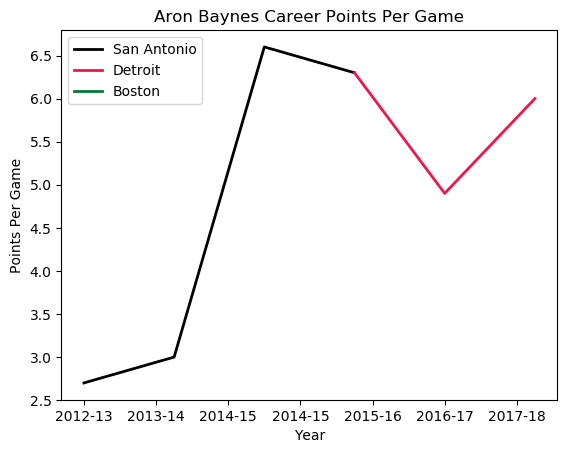 Aron Baynes Career Points Per Game
San Antonio
Detroit
Boston
Points Per Game
6.5
6.0
5.5
5.0
4.5
4.0
3.5
3.0
2.5
2012-13 2013-14 2014-15 2014-15 2015-16 2016-17 2017-18
Year